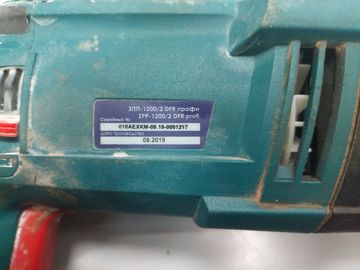 ЗПП-1200/2 DFR профи
ZPP-1200/2 DFR profi
Серийный №
010AEXKM-08.19-0001217
Дата производства
08.2019